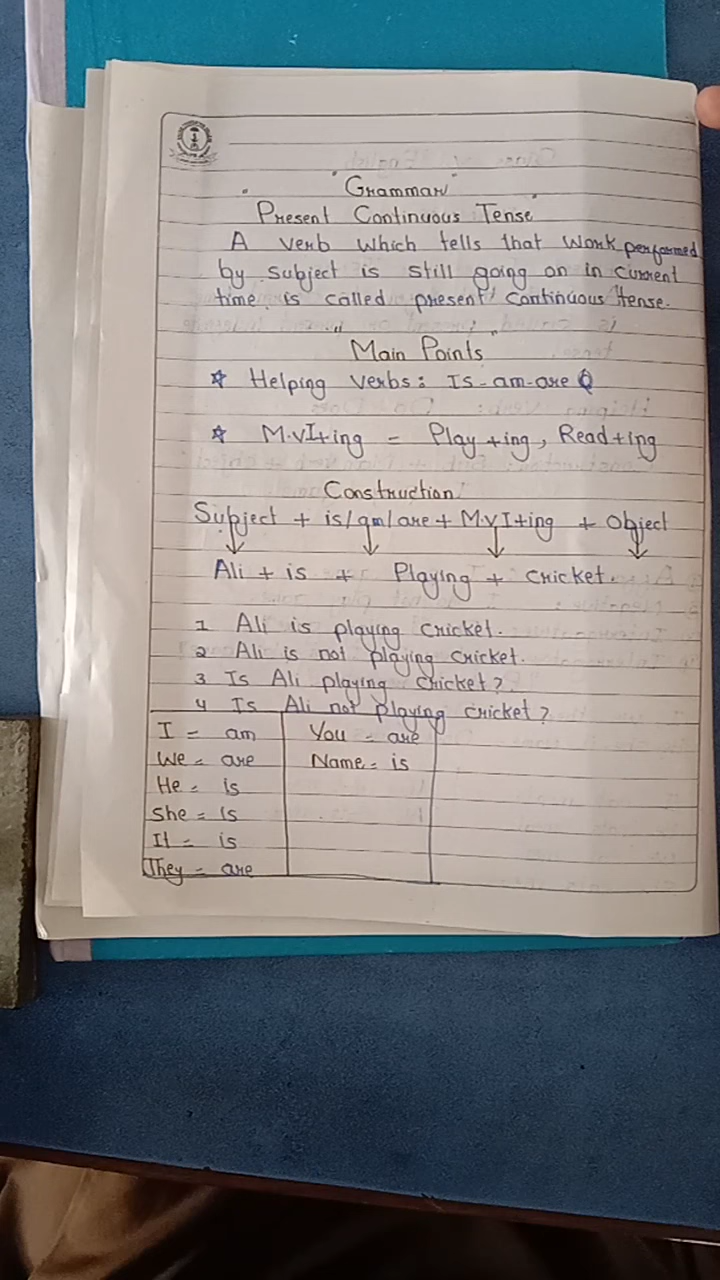 "Grammar"
"Present Continuous Tense"
A verb which tells that work performed
by subject is still going on in current
time is called present continuous tense.
"Main Points"
☆ Helping verbs: Is-am-are
☆ M.vI+ing = Play+ing, Read+ing
Construction
Subject + is/am/are + M.vI+ing + Object
↓ ↓ ↓ ↓
Ali + is + Playing + cricket.
1 Ali is playing cricket.
2 Ali is not playing cricket.
3 Is Ali playing cricket?
4 Is Ali not playing cricket?
I = am You = are
We = are Name = is
He = is
She = is
It = is
They = are